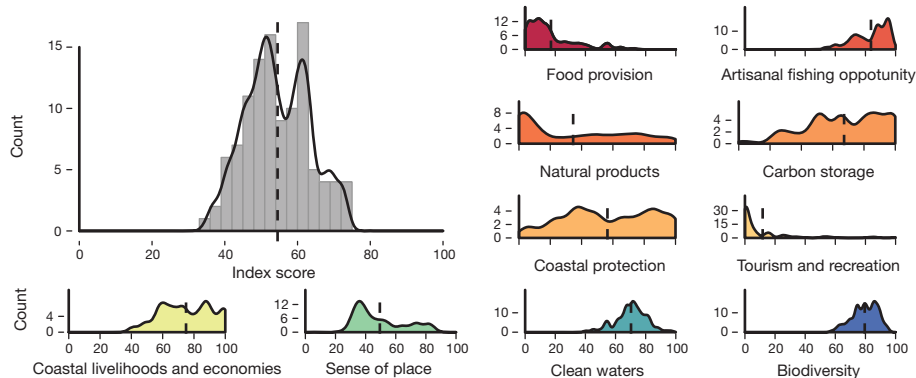 15
10
5
0
Count
0 20 40 60 80 100
Index score
12
6
0
Food provision
10
0
Artisanal fishing oppotunity
8
4
0
Natural products
4
2
0
Carbon storage
4
2
0
Coastal protection
30
15
0
Tourism and recreation
Count
4
0
0 20 40 60 80 100
Coastal livelihoods and economies
12
6
0
0 20 40 60 80 100
Sense of place
10
0
0 20 40 60 80 100
Clean waters
10
0
0 20 40 60 80 100
Biodiversity